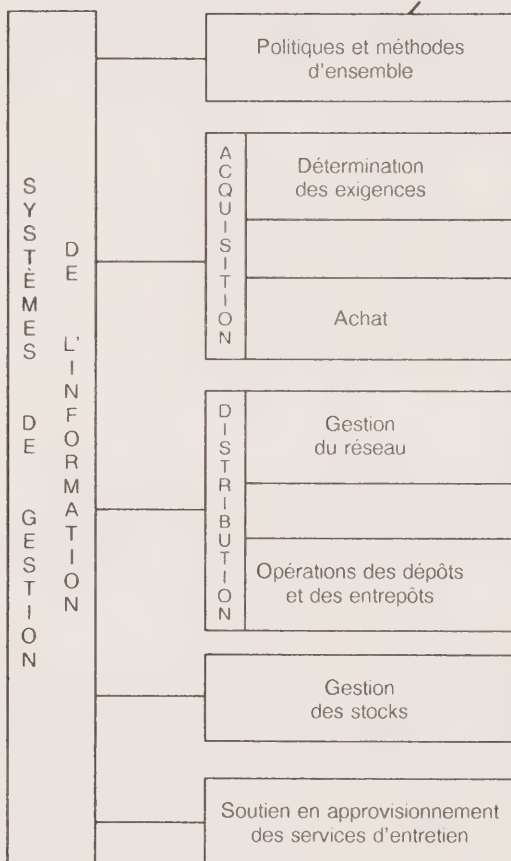 SYSTÈMES DE GESTION
DE L'INFORMATION
Politiques et méthodes
d'ensemble
ACQUISITION
Détermination
des exigences
Achat
DISTRIBUTION
Gestion
du réseau
Opérations des dépôts
et des entrepôts
Gestion
des stocks
Soutien en approvisionnement
des services d'entretien